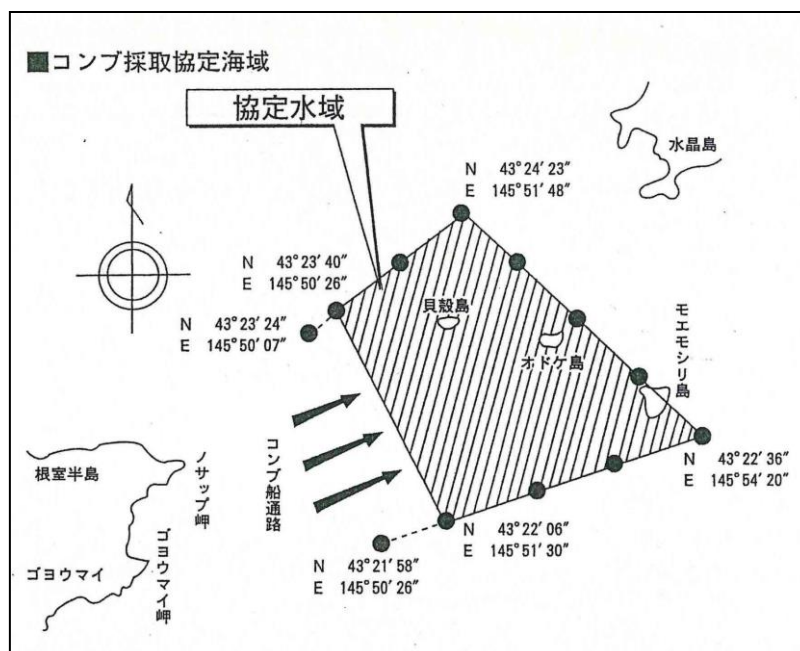 ■コンブ採取協定海域
協定水域
水晶島
N 43°24′23″
E 145°51′48″
N 43°23′40″
E 145°50′26″
N 43°23′24″
E 145°50′07″
貝殻島
オドケ島
モエモシリ島
コンブ船通路
根室半島
ノサップ岬
ゴヨウマイ
ゴヨウマイ岬
N 43°22′36″
E 145°54′20″
N 43°22′06″
E 145°51′30″
N 43°21′58″
E 145°50′26″